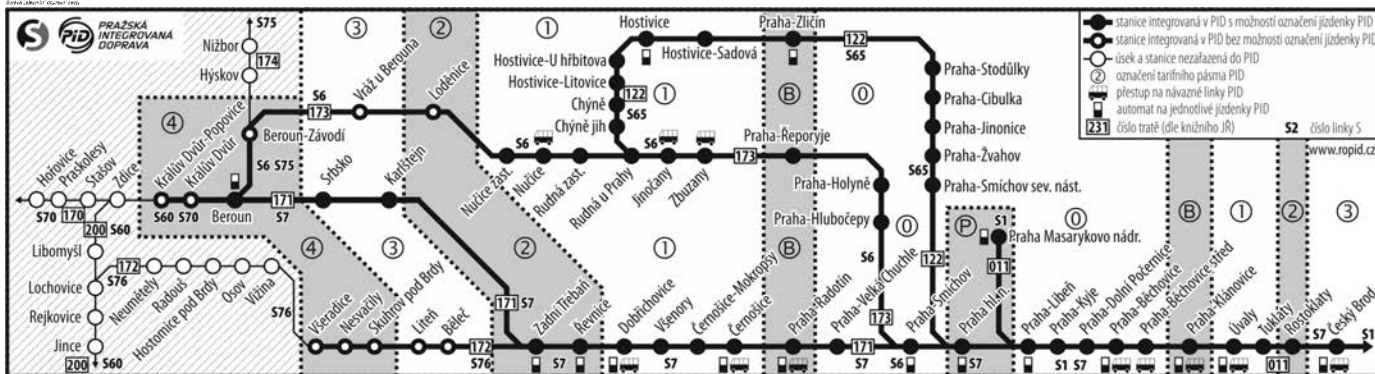 S PID PRAŽSKÁ
INTEGROVANÁ
DOPRAVA
stanice integrovaná v PID s možností označení jízdenky PID
stanice integrovaná v PID bez možnosti označení jízdenky PID
úsek a stanice nezařazená do PID
② označení tarifního pásma PID
přestup na návazné linky PID
automat na jednotlivé jízdenky PID
231 číslo tratě (dle knižního JŘ)
S2 číslo linky S
www.ropid.cz
S75
Nižbor
174
Hýskov
④
③
②
①
Hořovice
Praskolesy
Stašov
Zdice
Králův Dvůr-Popovice
Králův Dvůr
Beroun
Beroun-Závodí
S6 S75
S70
170
200
S60
S60
S70
171
S7
S6
173
Vráž u Berouna
Loděnice
Srbsko
Karlštejn
Libomyšl
Lochovice
Rejkovice
Jince
200
S60
172
S76
Neumětely
Radouš
Hostomice pod Brdy
Osov
Vižina
S76
④
③
Všeradice
Nesvačily
Skuhrov pod Brdy
Liteň
Běleč
172
S76
②
171
S7
Zadní Třebaň
S7
Řevnice
①
Dobřichovice
Všenory
S7
Černošice-Mokropsy
Černošice
Nučice zast.
S6
Nučice
Rudná zast.
Rudná u Prahy
S6
Jinočany
Zbuzany
173
Praha-Řeporyje
Hostivice
Hostivice-Sadová
Praha-Zličín
Hostivice-U hřbitova
Hostivice-Litovice
122
①
S65
Chýně
Chýně jih
Ⓑ
⓪
122
S65
Praha-Stodůlky
Praha-Cibulka
Praha-Jinonice
Praha-Žvahov
S65
Praha-Smíchov sev. nást.
Praha-Holyně
Praha-Hlubočepy
⓪
S6
173
122
Ⓑ
Praha-Radotín
Praha-Velká Chuchle
171
S7
S6
Praha-Smíchov
Ⓟ
S1
Praha Masarykovo nádr.
011
Praha hl.n.
S7
⓪
Praha-Libeň
Praha-Kyje
S1 S7
Praha-Dolní Počernice
Praha-Běchovice
Praha-Běchovice střed
Ⓑ
Praha-Klánovice
①
Úvaly
Tuklaty
②
Rostoklaty
011
③
S7
Český Brod
S1